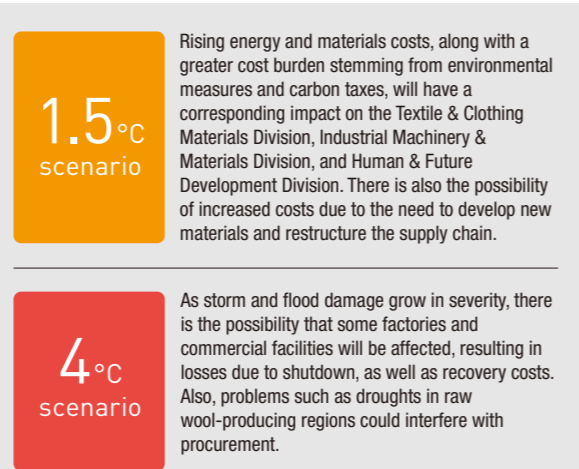 1.5°C
scenario
Rising energy and materials costs, along with a
greater cost burden stemming from environmental
measures and carbon taxes, will have a
corresponding impact on the Textile & Clothing
Materials Division, Industrial Machinery &
Materials Division, and Human & Future
Development Division. There is also the possibility
of increased costs due to the need to develop new
materials and restructure the supply chain.
4°C
scenario
As storm and flood damage grow in severity, there
is the possibility that some factories and
commercial facilities will be affected, resulting in
losses due to shutdown, as well as recovery costs.
Also, problems such as droughts in raw
wool-producing regions could interfere with
procurement.